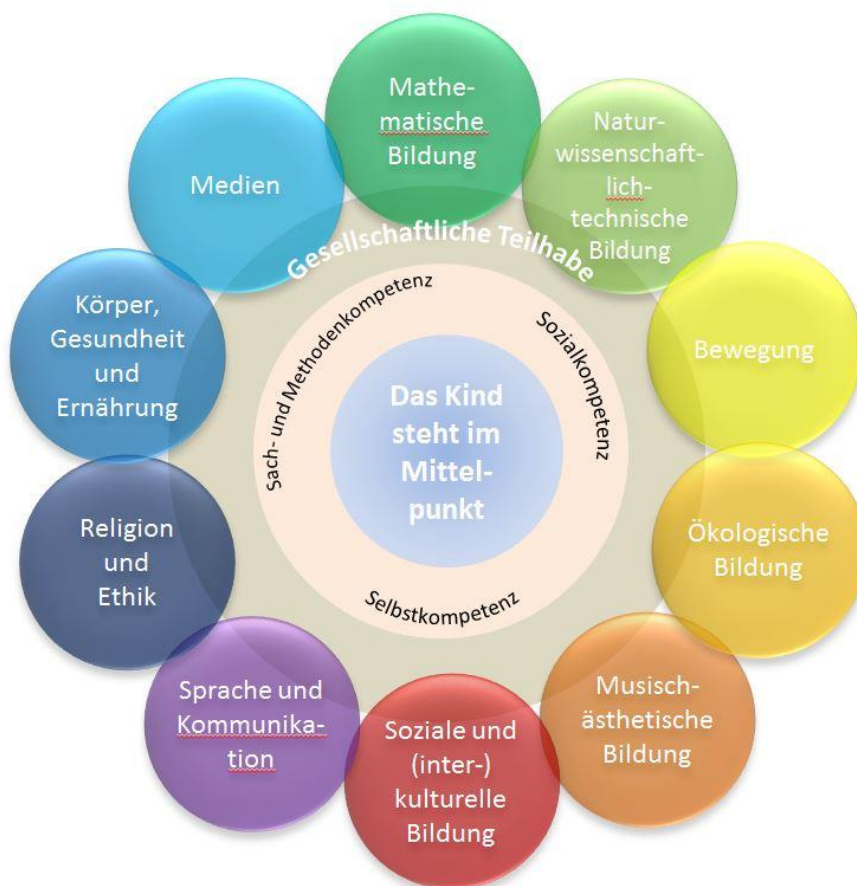 Mathe-
matische
Bildung
Natur-
wissenschaft-
lich-
technische
Bildung
Bewegung
Ökologische
Bildung
Musisch-
ästhetische
Bildung
Soziale und
(inter-)
kulturelle
Bildung
Sprache und
Kommunika-
tion
Religion
und
Ethik
Körper,
Gesundheit
und
Ernährung
Medien
Gesellschaftliche Teilhabe
Sach- und Methodenkompetenz
Sozialkompetenz
Selbstkompetenz
Das Kind
steht im
Mittel-
punkt